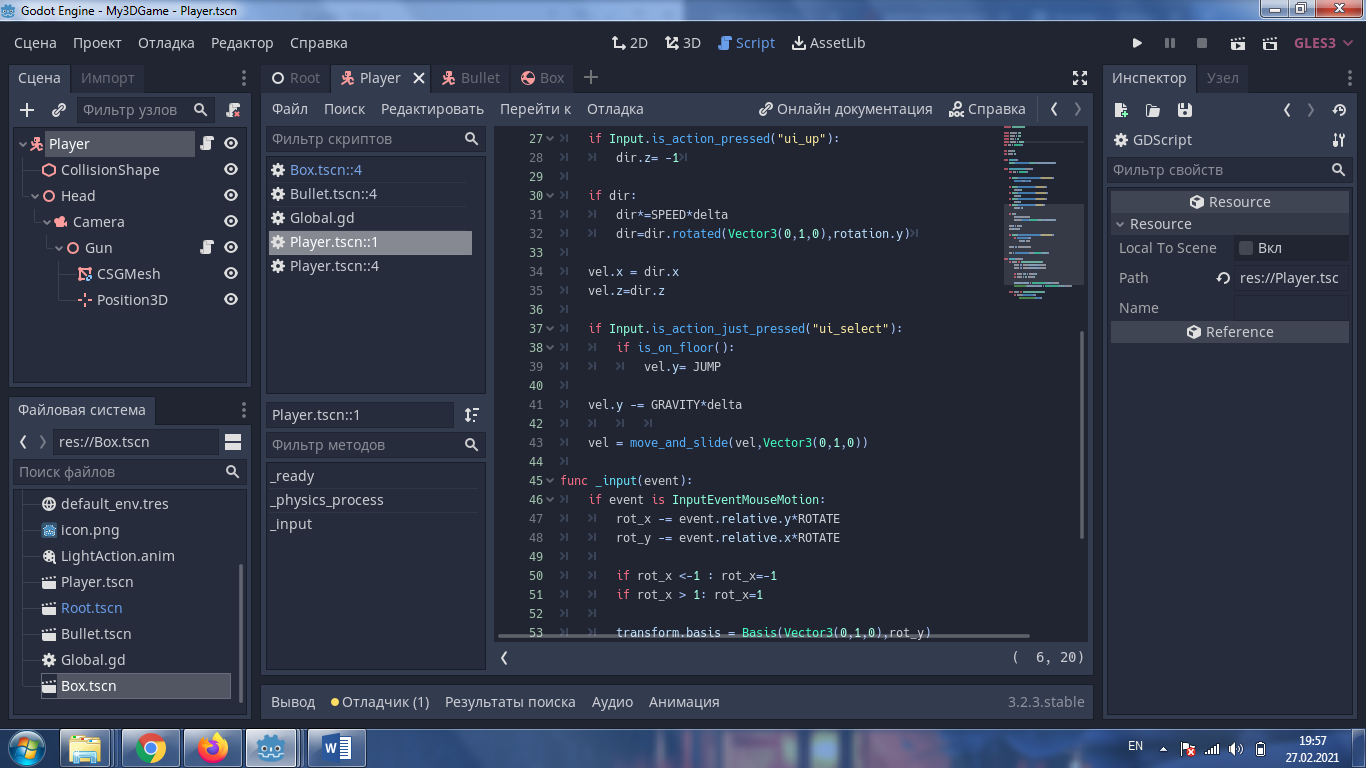 Godot Engine - My3DGame - Player.tscn
Сцена Проект Отладка Редактор Справка 2D 3D Script AssetLib GLES3
Сцена Импорт
Фильтр узлов
Player
CollisionShape
Head
Camera
Gun
CSGMesh
Position3D
Файловая система
res://Box.tscn
Поиск файлов
default_env.tres
icon.png
LightAction.anim
Player.tscn
Root.tscn
Bullet.tscn
Global.gd
Box.tscn
Root Player Bullet Box
Файл Поиск Редактировать Перейти к Отладка Онлайн документация Справка
Фильтр скриптов
Box.tscn::4
Bullet.tscn::4
Global.gd
Player.tscn::1
Player.tscn::4
Player.tscn::1
Фильтр методов
_ready
_physics_process
_input
27 if Input.is_action_pressed("ui_up"):
28 dir.z= -1
29
30 if dir:
31 dir*=SPEED*delta
32 dir=dir.rotated(Vector3(0,1,0),rotation.y)
33
34 vel.x = dir.x
35 vel.z=dir.z
36
37 if Input.is_action_just_pressed("ui_select"):
38 if is_on_floor():
39 vel.y= JUMP
40
41 vel.y -= GRAVITY*delta
42
43 vel = move_and_slide(vel,Vector3(0,1,0))
44
45 func _input(event):
46 if event is InputEventMouseMotion:
47 rot_x -= event.relative.y*ROTATE
48 rot_y -= event.relative.x*ROTATE
49
50 if rot_x <-1 : rot_x=-1
51 if rot_x > 1: rot_x=1
52
53 transform.basis = Basis(Vector3(0,1,0),rot_y)
( 6, 20)
Вывод Отладчик (1) Результаты поиска Аудио Анимация 3.2.3.stable
Инспектор Узел
GDScript
Фильтр свойств
Resource
Resource
Local To Scene Вкл
Path res://Player.tsc
Name
Reference
EN
19:57
27.02.2021